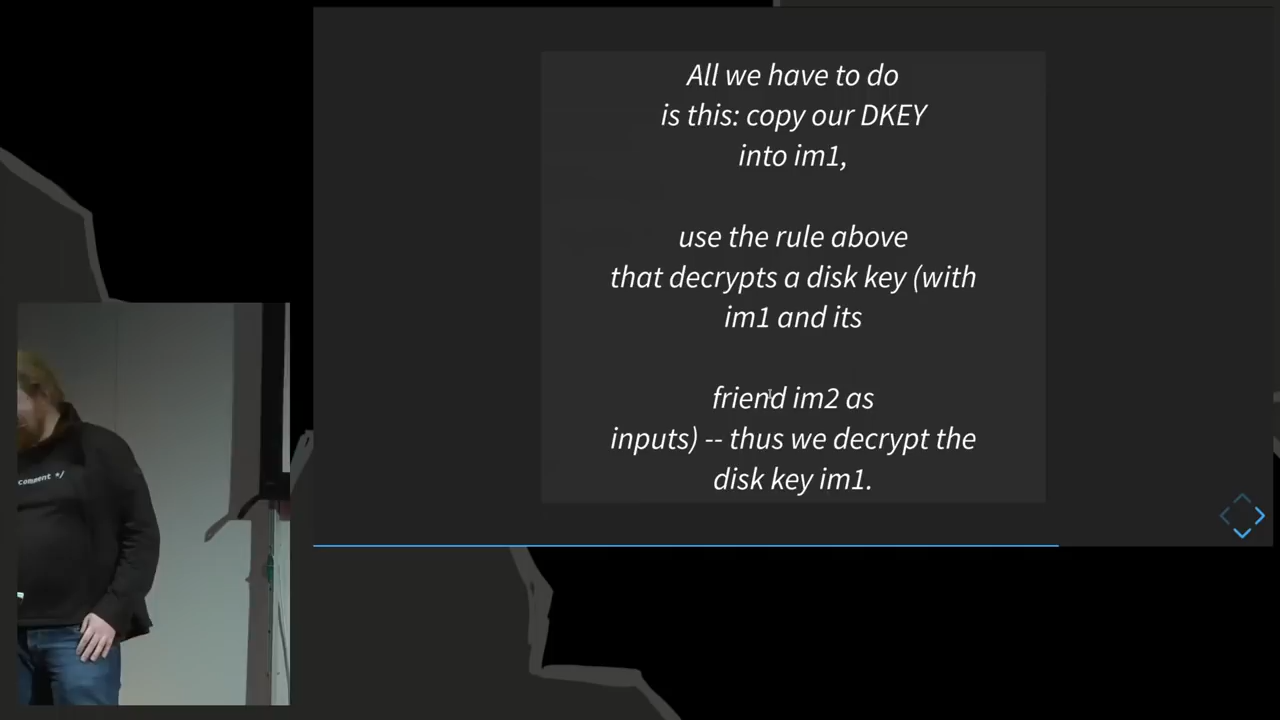 All we have to do
is this: copy our DKEY
into im1,
use the rule above
that decrypts a disk key (with
im1 and its
friend im2 as
inputs) -- thus we decrypt the
disk key im1.
comment */